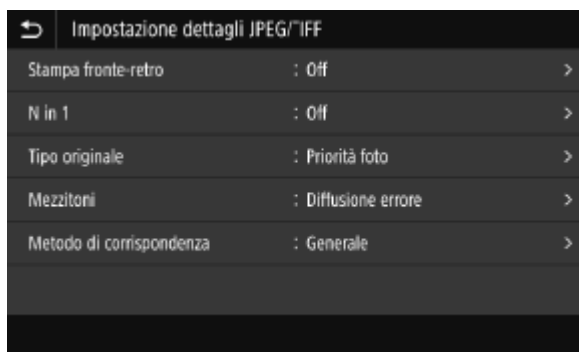 Impostazione dettagli JPEG/TIFF
Stampa fronte-retro : Off >
N in 1 : Off >
Tipo originale : Priorità foto >
Mezzitoni : Diffusione errore >
Metodo di corrispondenza : Generale >